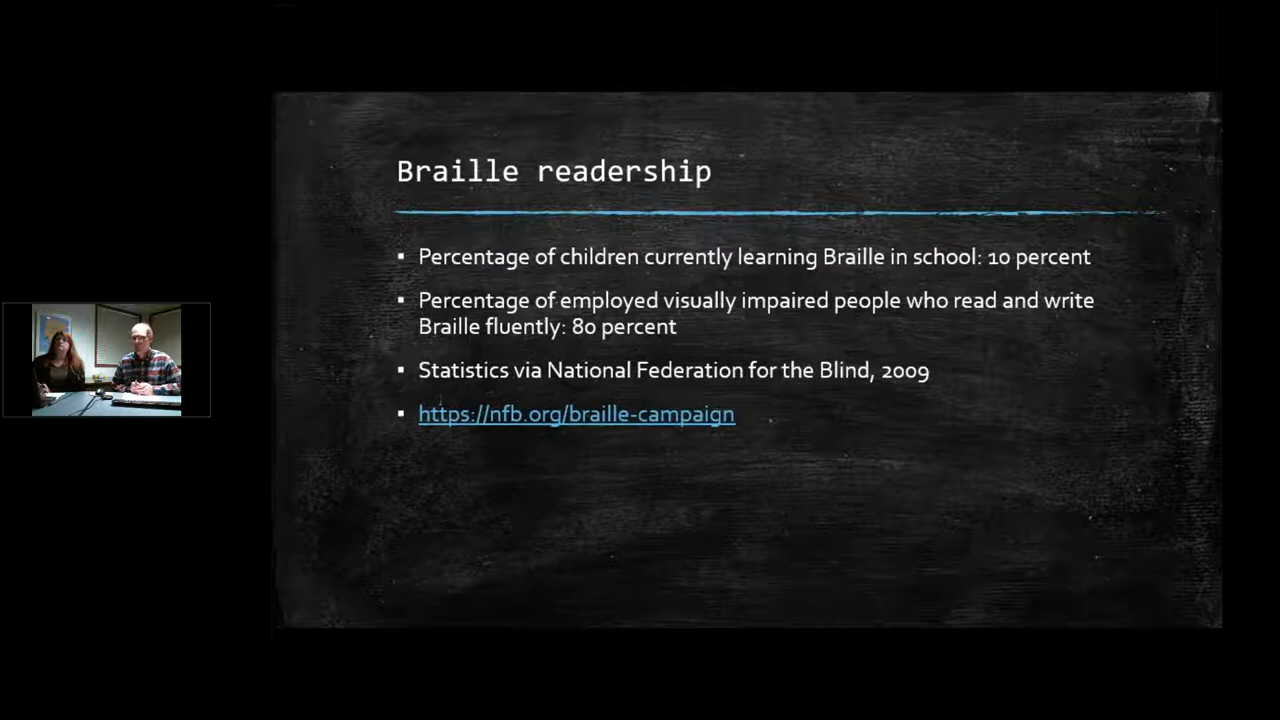 Braille readership
▪ Percentage of children currently learning Braille in school: 10 percent
▪ Percentage of employed visually impaired people who read and write
Braille fluently: 80 percent
▪ Statistics via National Federation for the Blind, 2009
▪ https://nfb.org/braille-campaign